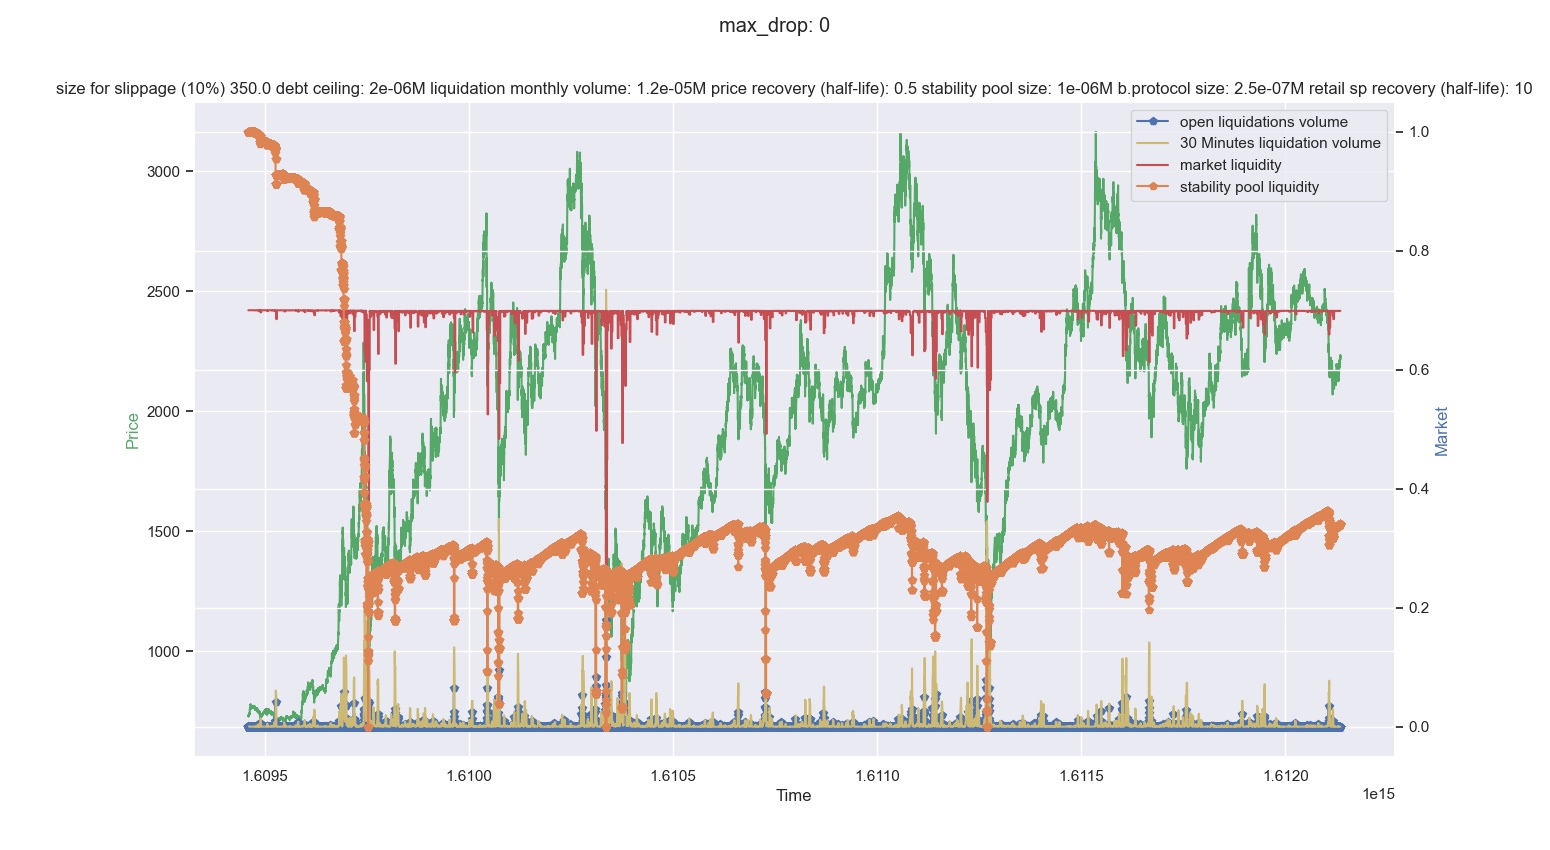 max_drop: 0
size for slippage (10%) 350.0 debt ceiling: 2e-06M liquidation monthly volume: 1.2e-05M price recovery (half-life): 0.5 stability pool size: 1e-06M b.protocol size: 2.5e-07M retail sp recovery (half-life): 10
open liquidations volume
30 Minutes liquidation volume
market liquidity
stability pool liquidity
3000
2500
2000
1500
1000
Price
1.0
0.8
0.6
0.4
0.2
0.0
Market
1.6095
1.6100
1.6105
1.6110
1.6115
1.6120
1e15
Time